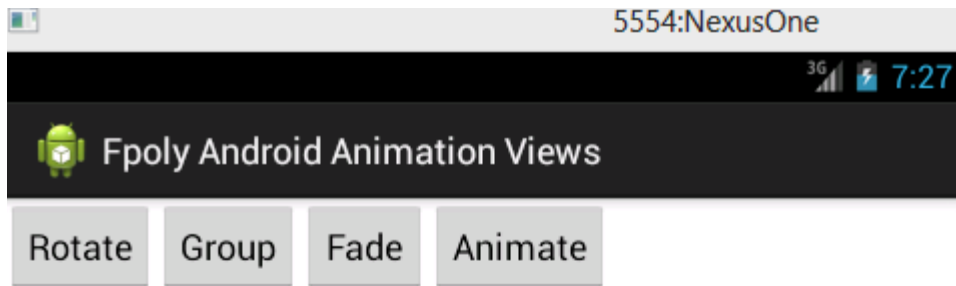 5554:NexusOne
3G 7:27
Fpoly Android Animation Views
Rotate Group Fade Animate